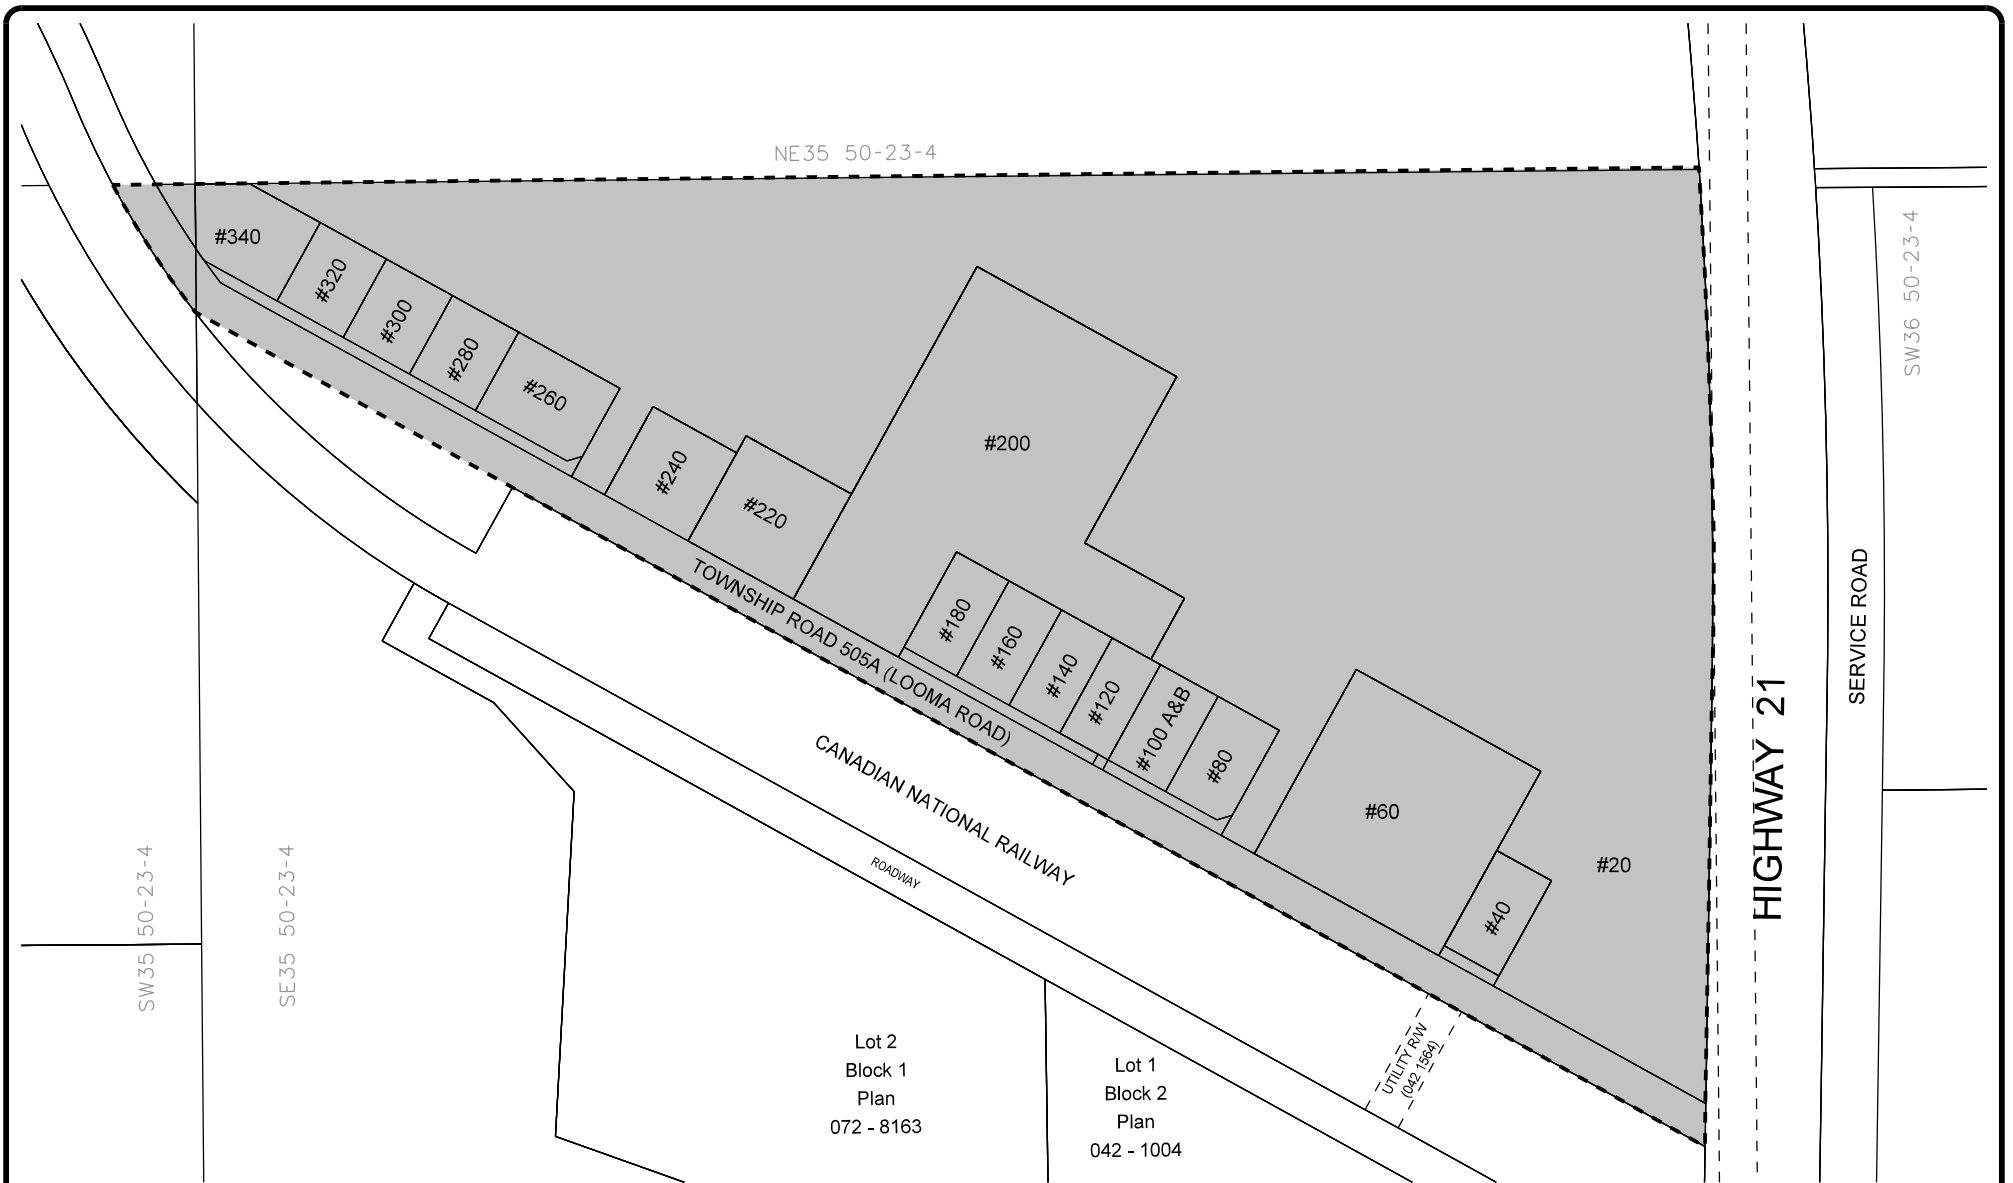 NE35 50-23-4
#340
#320
#300
#280
#260
#240
#220
#200
#180
#160
#140
#120
#100 A&B
#80
#60
#40
#20
TOWNSHIP ROAD 505A (LOOMA ROAD)
CANADIAN NATIONAL RAILWAY
ROADWAY
HIGHWAY 21
SERVICE ROAD
SW36 50-23-4
SW35 50-23-4
SE35 50-23-4
Lot 2
Block 1
Plan
072 - 8163
Lot 1
Block 2
Plan
042 - 1004
UTILITY R/W
(042 1564)